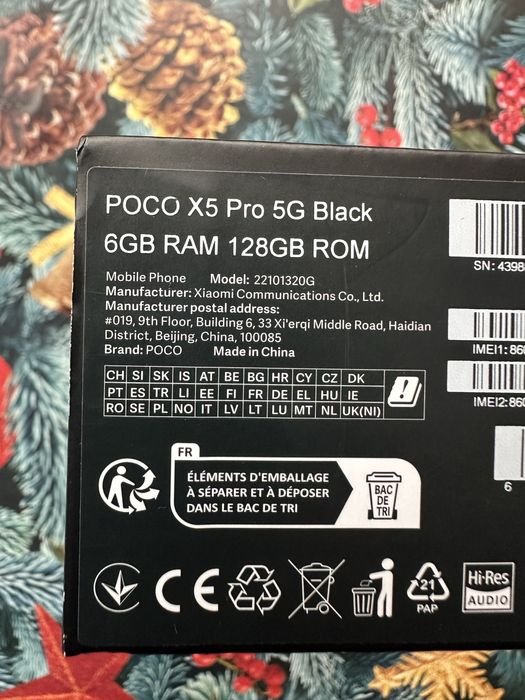 POCO X5 Pro 5G Black
6GB RAM 128GB ROM
Mobile Phone Model: 22101320G
Manufacturer: Xiaomi Communications Co., Ltd.
Manufacturer postal address:
#019, 9th Floor, Building 6, 33 Xi'erqi Middle Road, Haidian
District, Beijing, China, 100085
Brand: POCO Made in China
SN: 4398
IMEI1: 860
IMEI2: 860
6
CH SI SK IS AT BE BG HR CY CZ DK
PT ES TR LI EE FI FR DE EL HU IE
RO SE PL NO IT LV LT LU MT NL UK(NI)
FR
ÉLÉMENTS D'EMBALLAGE
À SÉPARER ET À DÉPOSER
DANS LE BAC DE TRI
BAC
DE
TRI
CE
21
PAP
Hi-Res
AUDIO